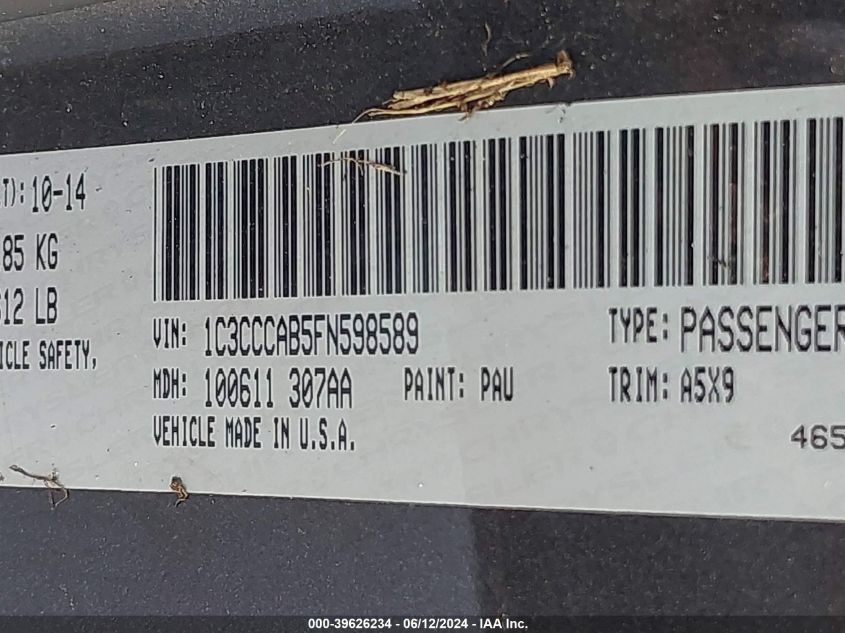 T): 10-14
85 KG
612 LB
ICLE SAFETY,
VIN: 1C3CCCAB5FN598589
TYPE: PASSENGER
MDH: 100611 307AA
PAINT: PAU
TRIM: A5X9
VEHICLE MADE IN U.S.A.
465
000-39626234 - 06/12/2024 - IAA Inc.